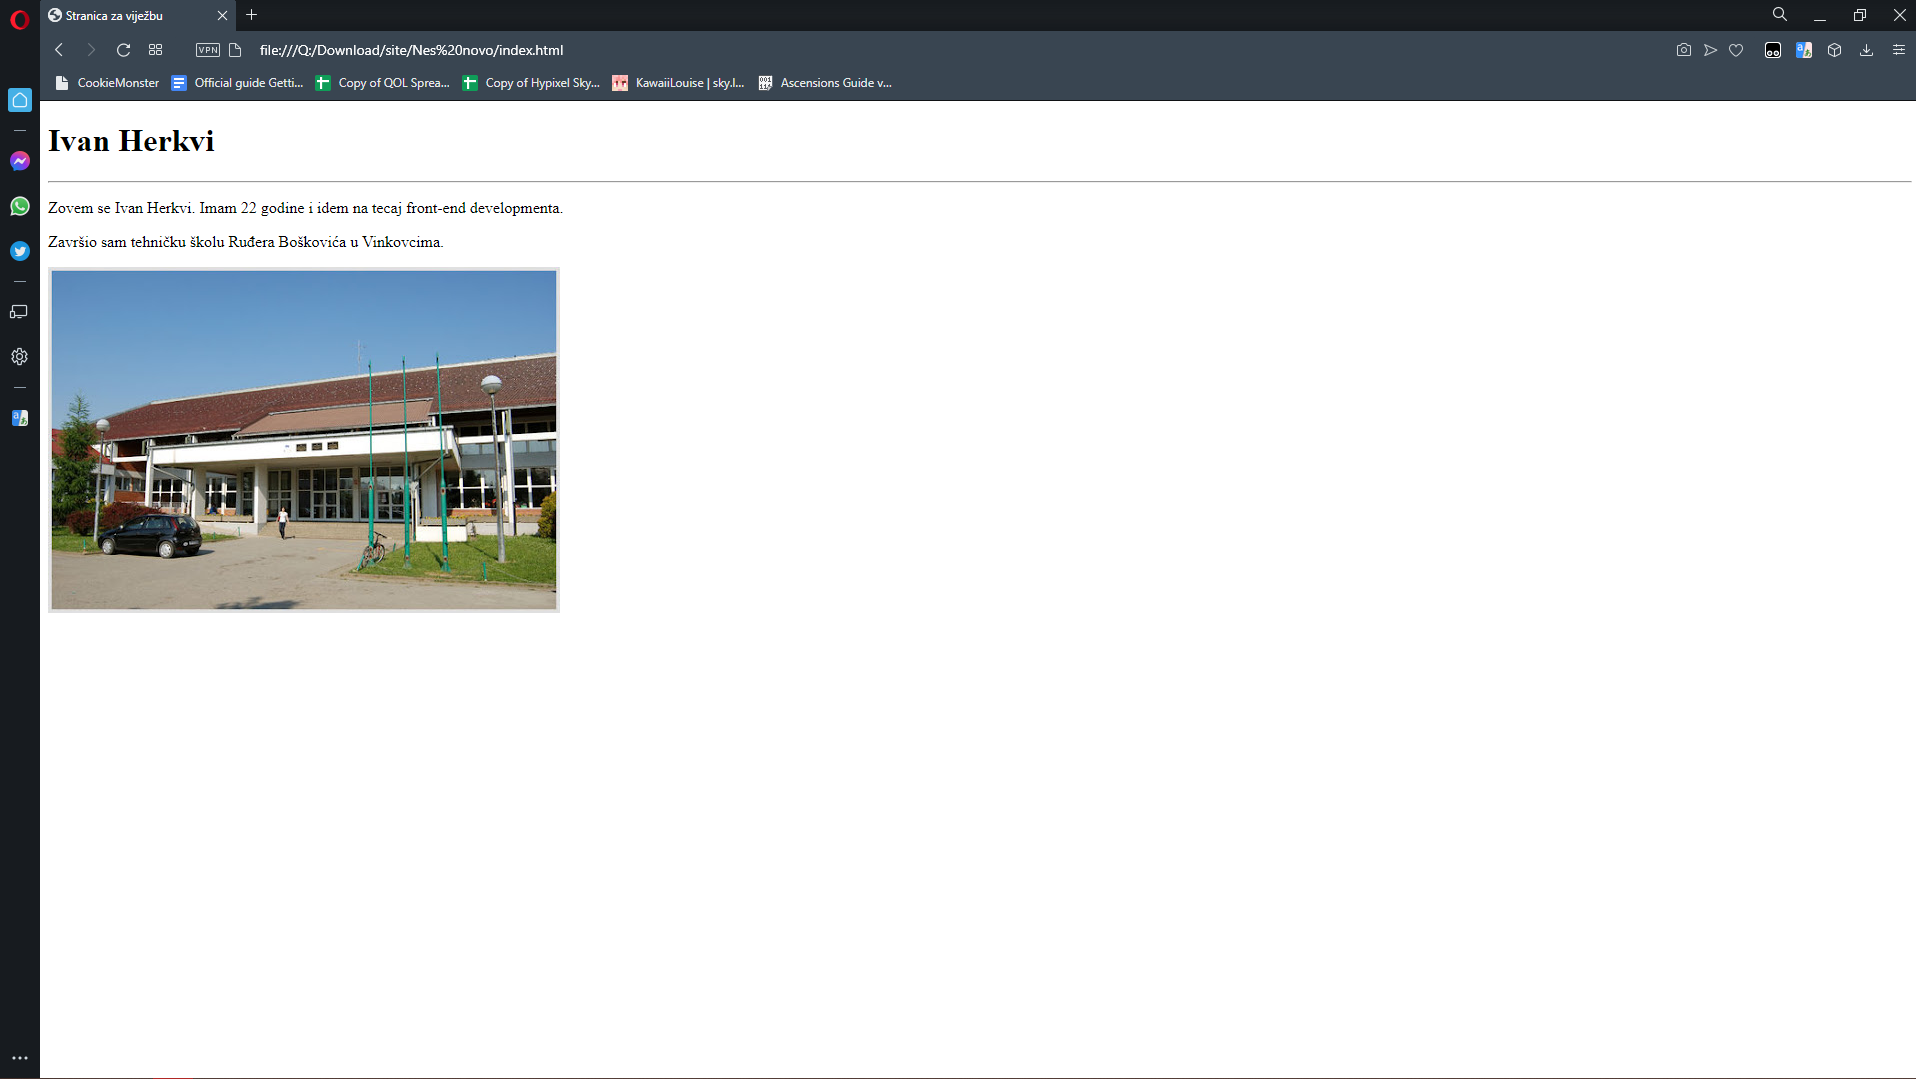 Stranica za viježbu
VPN
file:///Q:/Download/site/Nes%20novo/index.html
CookieMonster
Official guide Getti...
Copy of QOL Sprea...
Copy of Hypixel Sky...
KawaiiLouise | sky.l...
Ascensions Guide v...
Ivan Herkvi
Zovem se Ivan Herkvi. Imam 22 godine i idem na tecaj front-end developmenta.
Završio sam tehničku školu Ruđera Boškovića u Vinkovcima.